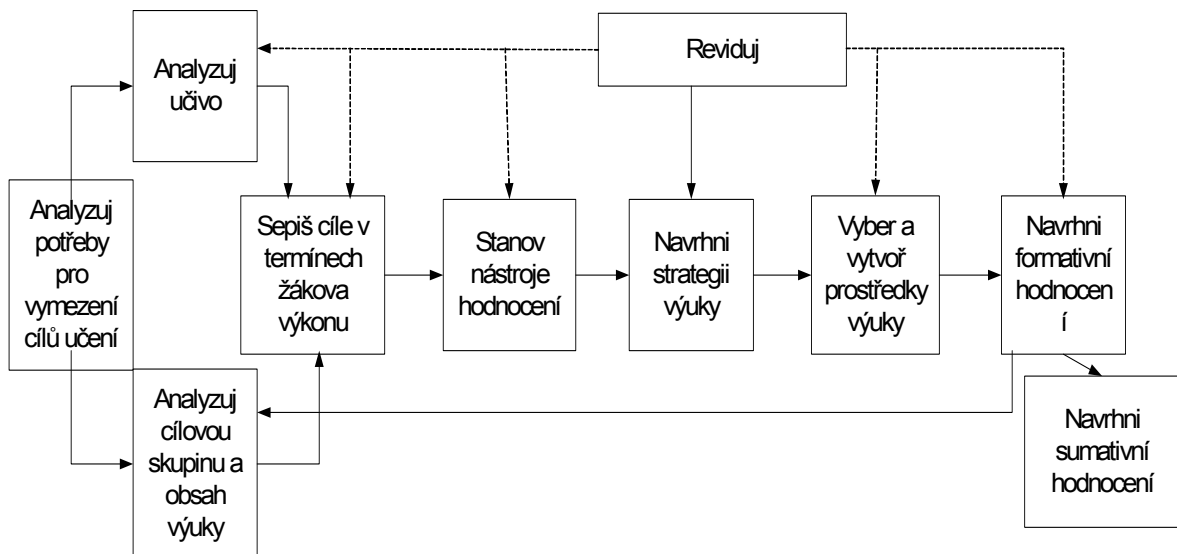 Reviduj
Analyzuj
učivo
Analyzuj
potřeby
pro
vymezení
cílů učení
Sepiš cíle v
termínech
žákova
výkonu
Stanov
nástroje
hodnocení
Navrhni
strategii
výuky
Vyber a
vytvoř
prostředky
výuky
Navrhni
formativní
hodnocen
í
Analyzuj
cílovou
skupinu a
obsah
výuky
Navrhni
sumativní
hodnocení